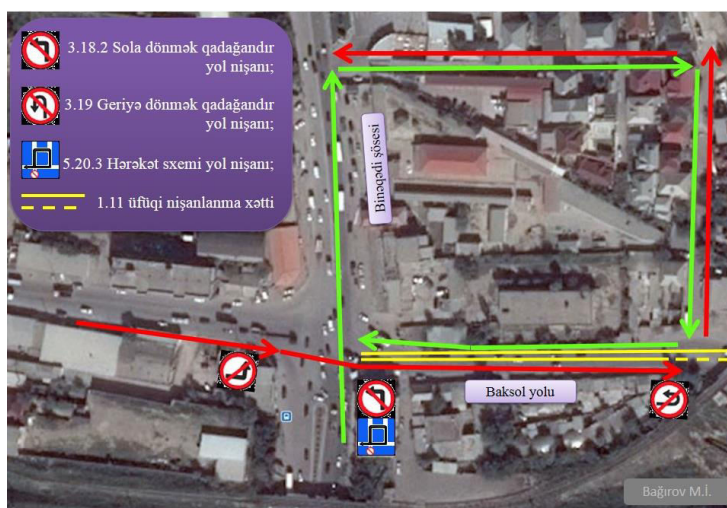 3.18.2 Sola dönmək qadağandır
yol nişanı;
3.19 Geriyə dönmək qadağandır
yol nişanı;
5.20.3 Hərəkət sxemi yol nişanı;
1.11 üfüqi nişanlanma xətti
Binəqədi şösesi
Baksol yolu
Bağırov M.İ.